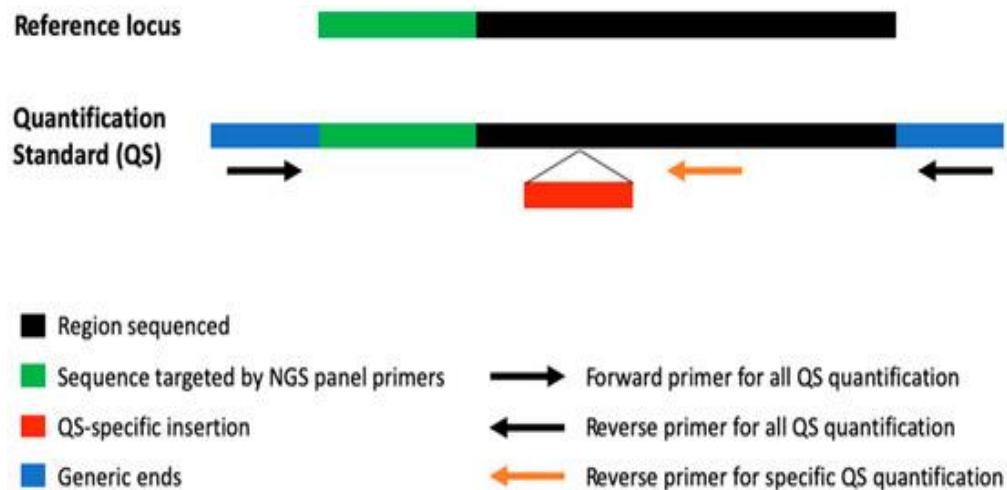 Reference locus
Quantification
Standard (QS)
Region sequenced
Sequence targeted by NGS panel primers
QS-specific insertion
Generic ends
Forward primer for all QS quantification
Reverse primer for all QS quantification
Reverse primer for specific QS quantification